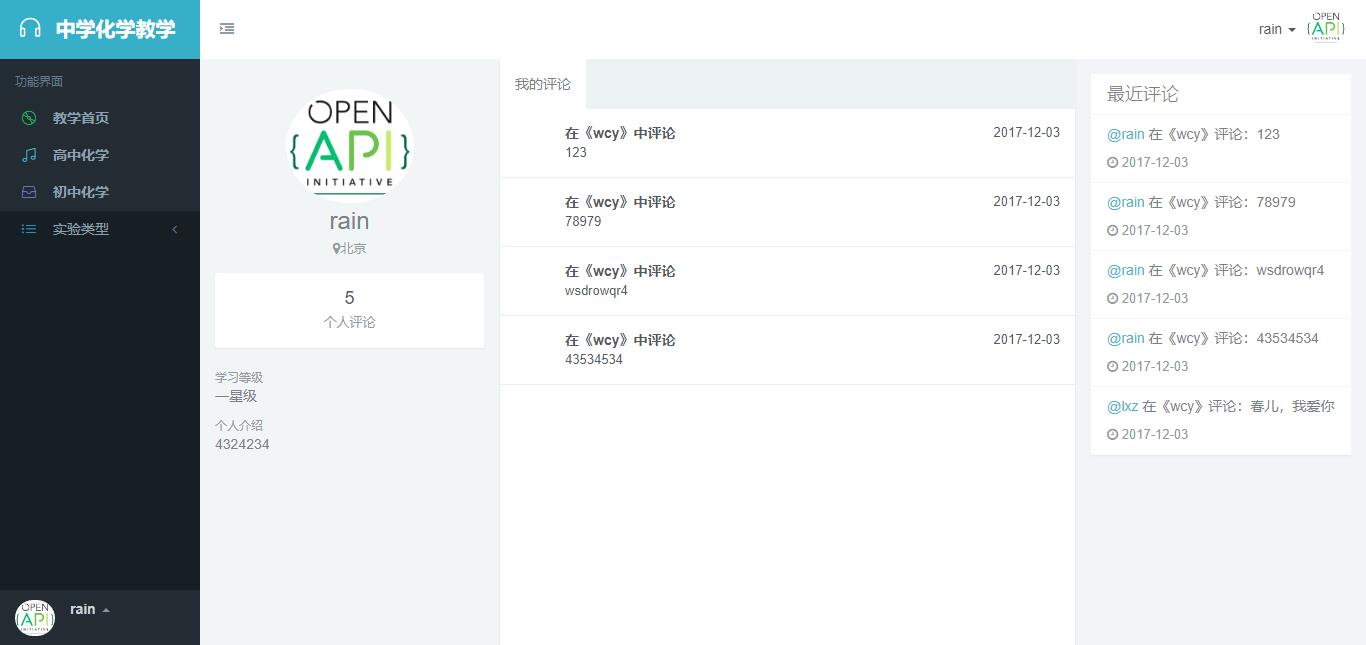 中学化学教学
rain
OPEN
{API}
INITIATIVE
功能界面
教学首页
高中化学
初中化学
实验类型
OPEN
{API}
INITIATIVE
rain
OPEN
{API}
INITIATIVE
rain
北京
5
个人评论
学习等级
一星级
个人介绍
4324234
我的评论
在《wcy》中评论 2017-12-03
123
在《wcy》中评论 2017-12-03
78979
在《wcy》中评论 2017-12-03
wsdrowqr4
在《wcy》中评论 2017-12-03
43534534
最近评论
@rain 在《wcy》评论：123
2017-12-03
@rain 在《wcy》评论：78979
2017-12-03
@rain 在《wcy》评论：wsdrowqr4
2017-12-03
@rain 在《wcy》评论：43534534
2017-12-03
@lxz 在《wcy》评论：春儿，我爱你
2017-12-03